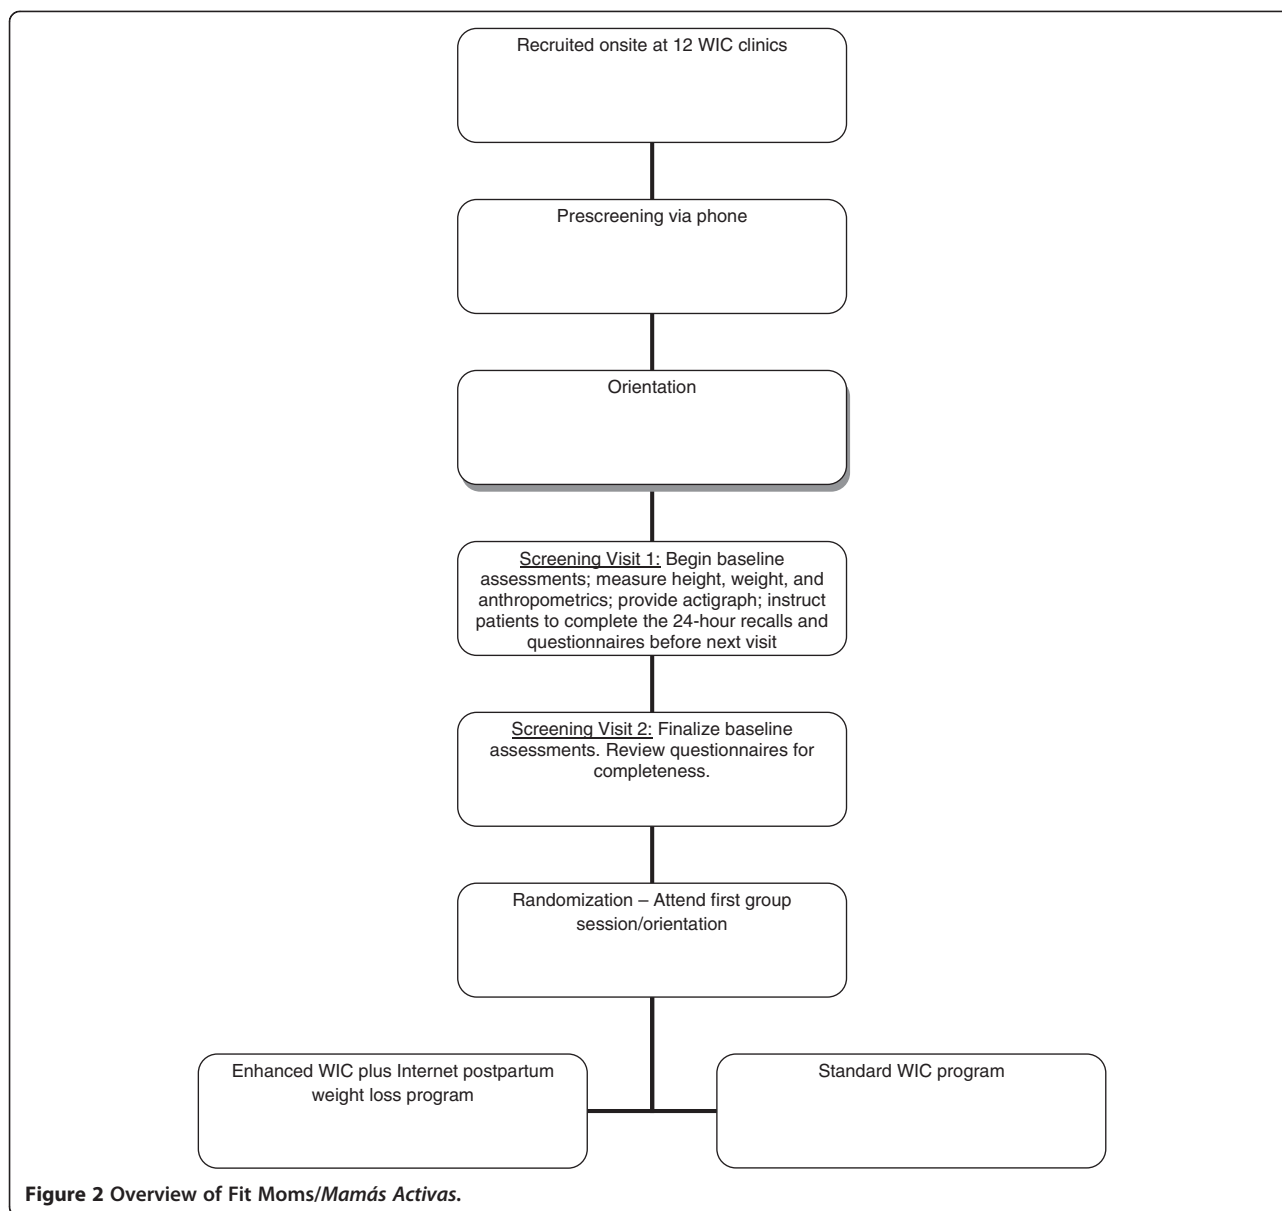 Recruited onsite at 12 WIC clinics
Prescreening via phone
Orientation
Screening Visit 1: Begin baseline
assessments; measure height, weight, and
anthropometrics; provide actigraph; instruct
patients to complete the 24-hour recalls and
questionnaires before next visit
Screening Visit 2: Finalize baseline
assessments. Review questionnaires for
completeness.
Randomization – Attend first group
session/orientation
Enhanced WIC plus Internet postpartum
weight loss program
Standard WIC program
Figure 2 Overview of Fit Moms/Mamás Activas.